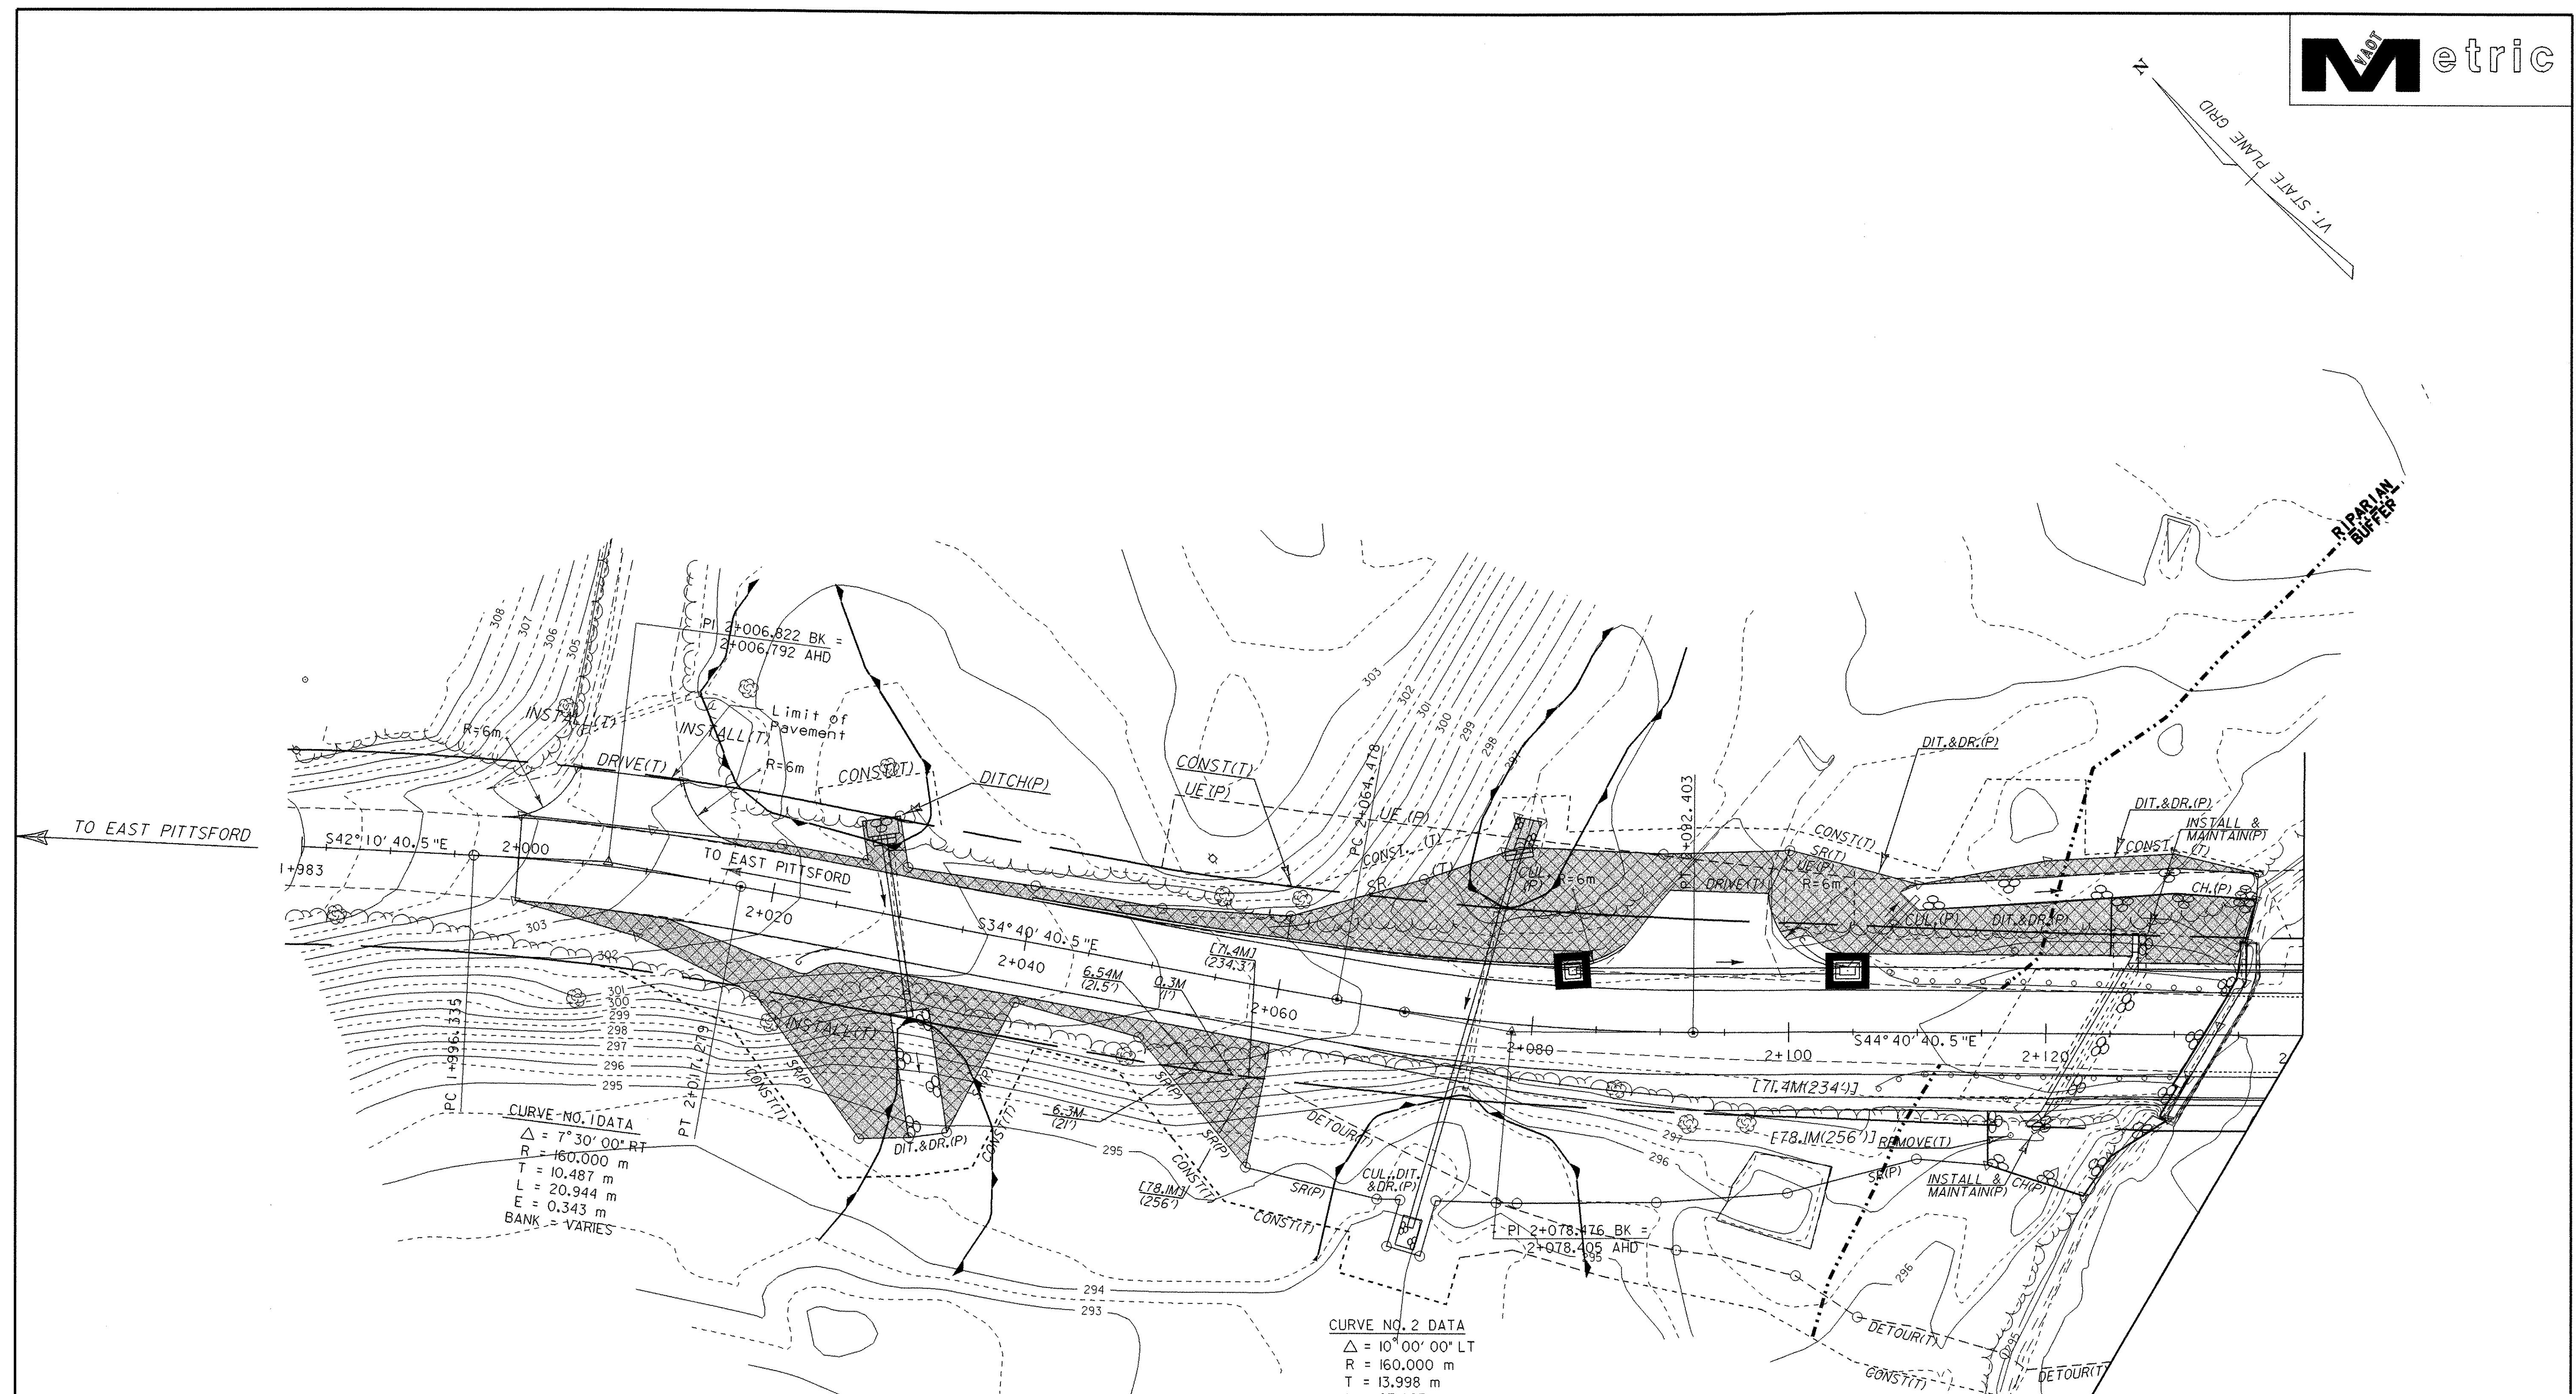 VAOT
Metric
N
VT. STATE PLANE GRID
RIPARIAN
BUFFER
308
307
306
305
PI 2+006.822 BK =
2+006.792 AHD
303
302
301
300
299
298
297
INSTALL(T)
R=6m
Limit of
Pavement
INSTALL(T)
DRIVE(T)
R=6m
CONST(T)
DITCH(P)
CONST(T)
UE(P)
UE (P)
PC 2+064.478
PT 2+092.403
DIT.&DR.(P)
DIT.&DR.(P)
INSTALL &
MAINTAIN(P)
CONST.
(T)
CONST. (T)
SR. (T)
CONST(T)
SR(T)
UE(P)
TO EAST PITTSFORD
S42°10'40.5"E
2+000
1+983
TO EAST PITTSFORD
2+020
CUL.
(P)
R=6m
DRIVE(T)
R=6m
CH.(P)
CUL.(P)
DIT.&DR.(P)
303
302
301
300
299
298
297
296
295
S34°40'40.5"E
2+040
[71.4M]
(234.3')
6.54M
(21.5')
0.3M
(1')
2+060
2+080
2+100
S44°40'40.5"E
2+120
2
INSTALL(T)
PC 1+996.335
PT 2+017.279
SR(P)
CONST(T)
SR(P)
CONST(T)
DIT.&DR.(P)
SR(P)
6.3M
(21')
SR(P)
CONST(T)
DETOUR(T)
[71.4M(234')]
[78.1M(256')]
REMOVE(T)
297
296
295
CURVE NO. 1 DATA
△ = 7°30'00" RT
R = 160.000 m
T = 10.487 m
L = 20.944 m
E = 0.343 m
BANK = VARIES
[78.1M]
(256')
SR(P)
CONST(T)
CUL.,DIT.
&DR.(P)
SR(P)
INSTALL &
MAINTAIN(P)
CH(P)
PI 2+078.476 BK =
2+078.405 AHD
295
296
294
293
295
CURVE NO. 2 DATA
△ = 10°00'00" LT
R = 160.000 m
T = 13.998 m
DETOUR(T)
CONST(T)
DETOUR(T)